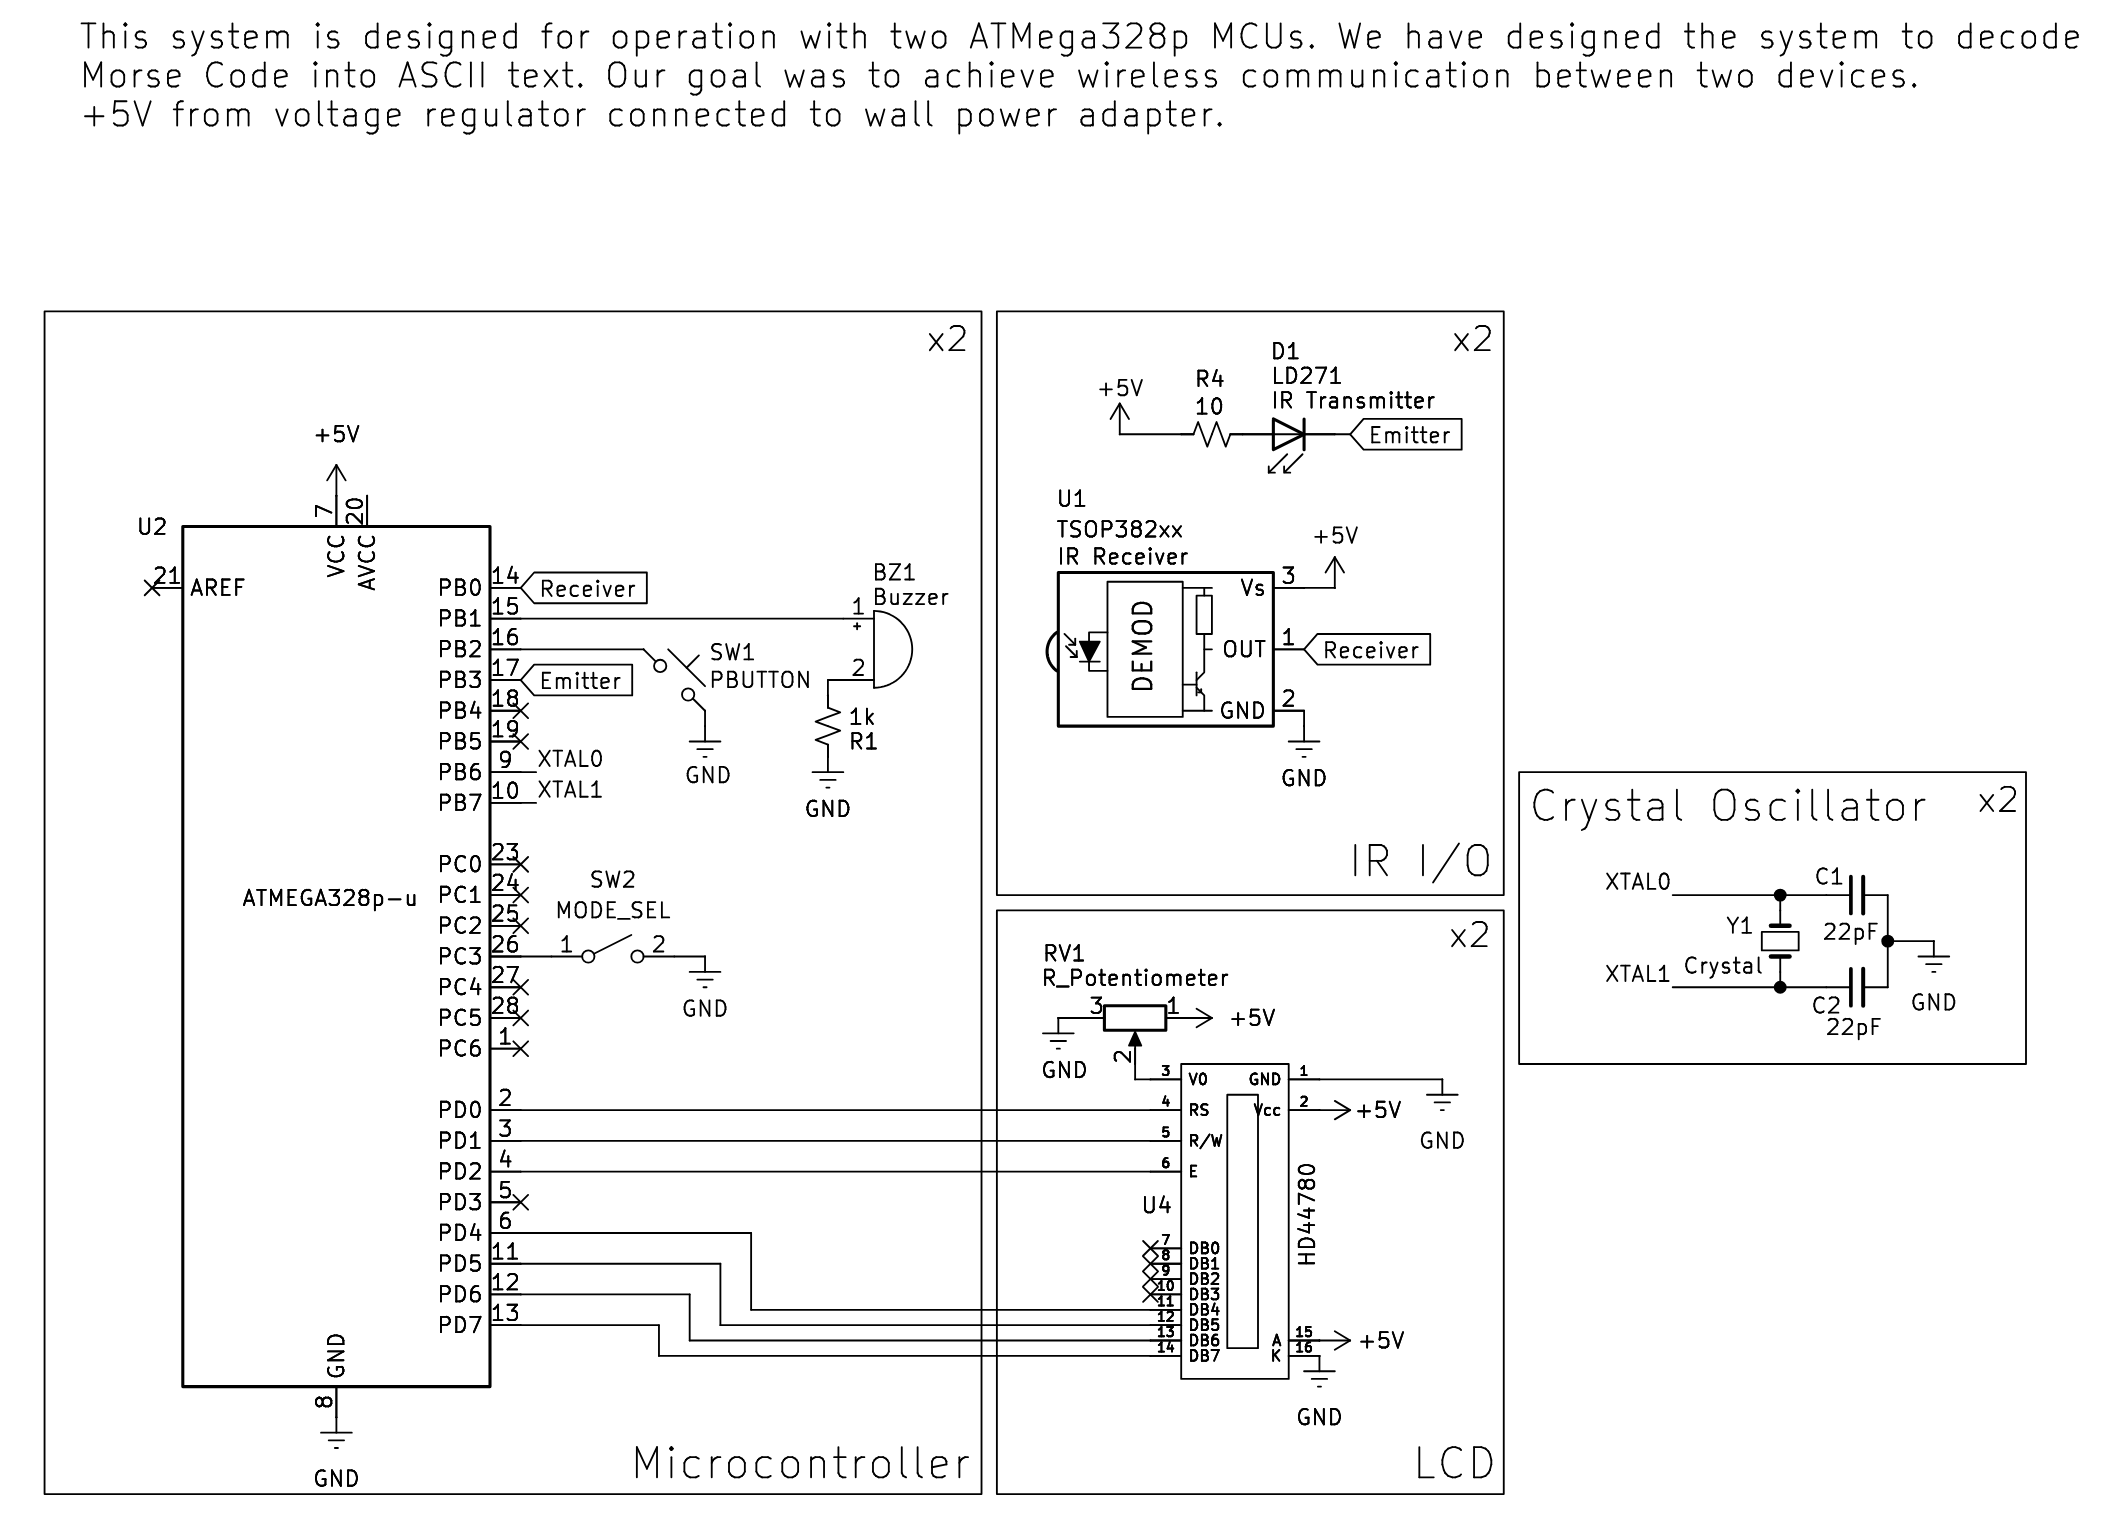 This system is designed for operation with two ATMega328p MCUs. We have designed the system to decode
Morse Code into ASCII text. Our goal was to achieve wireless communication between two devices.
+5V from voltage regulator connected to wall power adapter.
x2
+5V
U2
7
20
VCC
AVCC
21
AREF
ATMEGA328p-u
PB0 14
Receiver
PB1 15
PB2 16
PB3 17
Emitter
PB4 18
PB5 19
PB6 9
XTAL0
PB7 10
XTAL1
PC0 23
PC1 24
PC2 25
PC3 26
PC4 27
PC5 28
PC6 1
PD0 2
PD1 3
PD2 4
PD3 5
PD4 6
PD5 11
PD6 12
PD7 13
GND
8
GND
BZ1
Buzzer
1
+
2
SW1
PBUTTON
GND
1k
R1
GND
SW2
MODE_SEL
1 2
GND
Microcontroller
x2
D1
LD271
IR Transmitter
R4
10
+5V
Emitter
U1
TSOP382xx
IR Receiver
DEMOD
Vs 3
+5V
OUT 1
Receiver
GND 2
GND
IR I/O
x2
RV1
R_Potentiometer
3 1
+5V
2
GND
3 V0
4 RS
5 R/W
6 E
U4
7 DB0
8 DB1
9 DB2
10 DB3
11 DB4
12 DB5
13 DB6
14 DB7
GND 1
GND
Vcc 2
+5V
HD44780
A 15
+5V
K 16
GND
LCD
Crystal Oscillator
x2
XTAL0
C1
22pF
Y1
Crystal
XTAL1
C2
22pF
GND